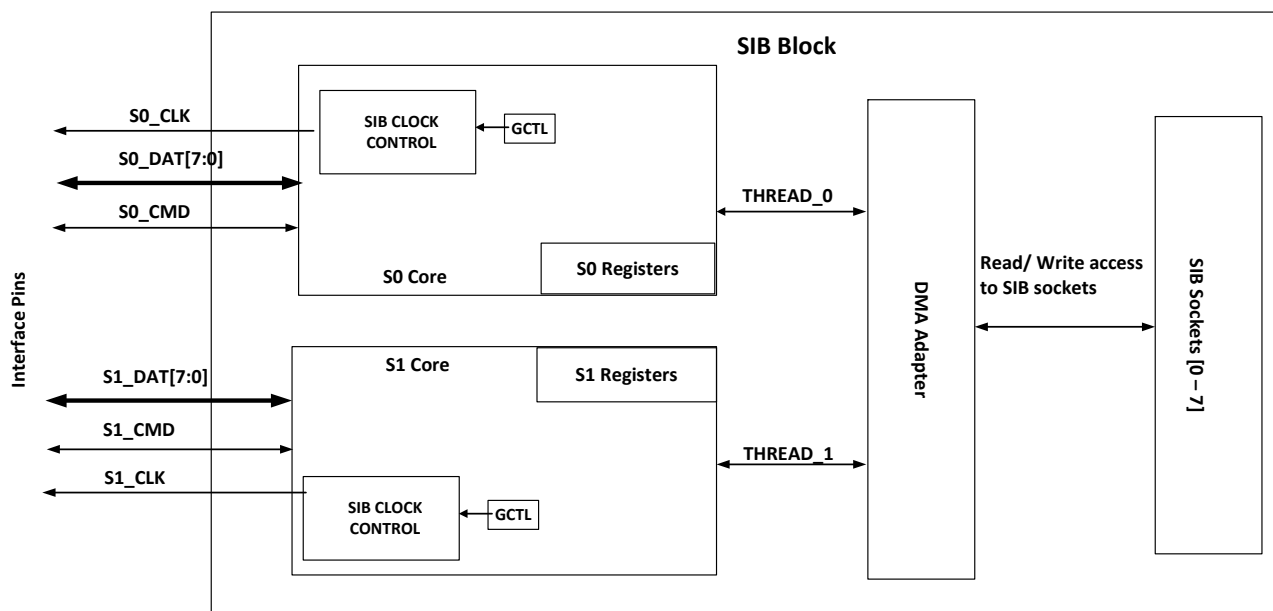 SIB Block
S0_CLK
SIB CLOCK
CONTROL
GCTL
S0_DAT[7:0]
S0_CMD
THREAD_0
S0 Core
S0 Registers
Interface Pins
S1_DAT[7:0]
S1_CMD
S1_CLK
S1 Core
S1 Registers
THREAD_1
SIB CLOCK
CONTROL
GCTL
DMA Adapter
Read/ Write access
to SIB sockets
SIB Sockets [0 – 7]